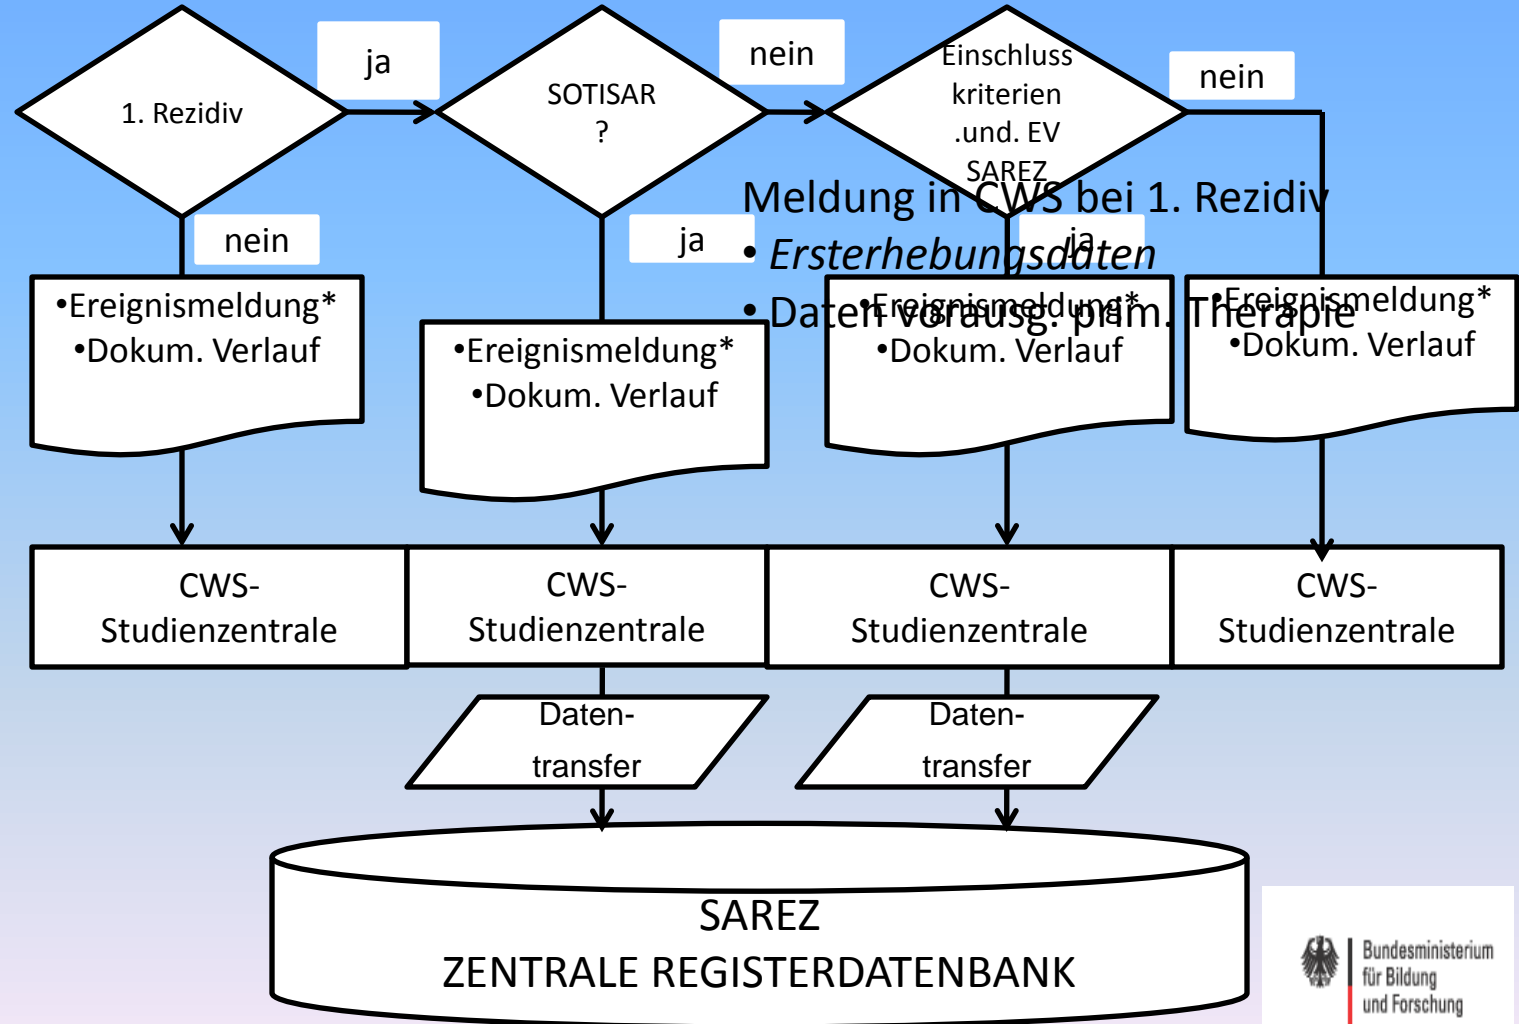 1. Rezidiv
ja
SOTISAR
?
nein
Einschluss
kriterien
.und. EV
SAREZ
nein
Meldung in CWS bei 1. Rezidiv
• Ersterhebungsdaten
• Daten vorausg. prim. Therapie
nein
ja
ja
•Ereignismeldung*
•Dokum. Verlauf
•Ereignismeldung*
•Dokum. Verlauf
•Ereignismeldung*
•Dokum. Verlauf
•Ereignismeldung*
•Dokum. Verlauf
CWS-
Studienzentrale
CWS-
Studienzentrale
CWS-
Studienzentrale
CWS-
Studienzentrale
Daten-
transfer
Daten-
transfer
SAREZ
ZENTRALE REGISTERDATENBANK
Bundesministerium
für Bildung
und Forschung